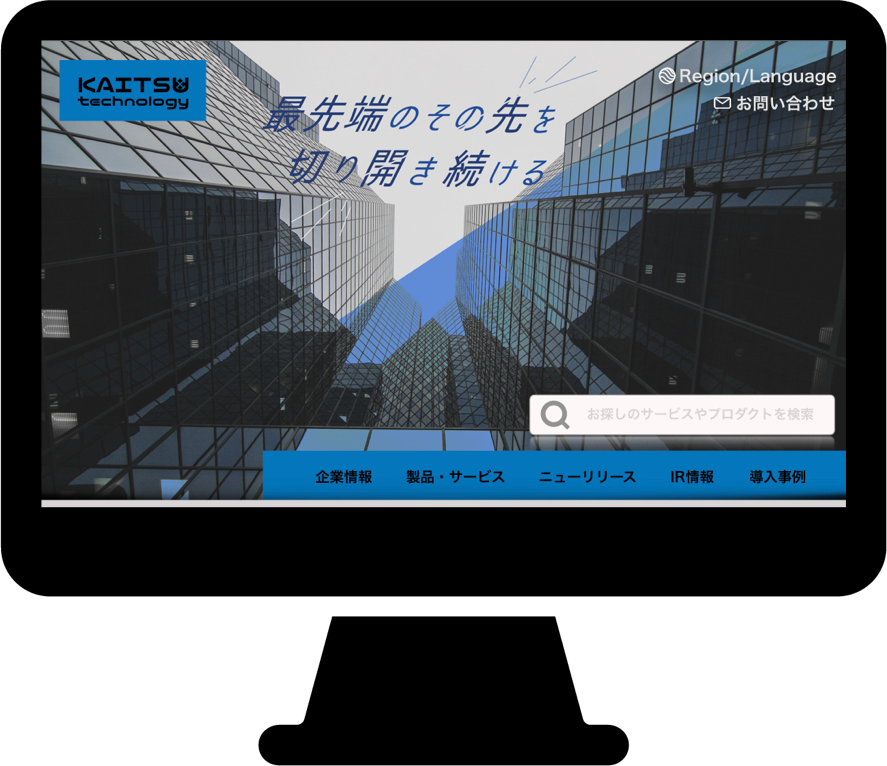 KAITSU
technology
Region/Language
お問い合わせ
最先端のその先を
切り開き続ける
お探しのサービスやプロダクトを検索
企業情報
製品・サービス
ニューリリース
IR情報
導入事例